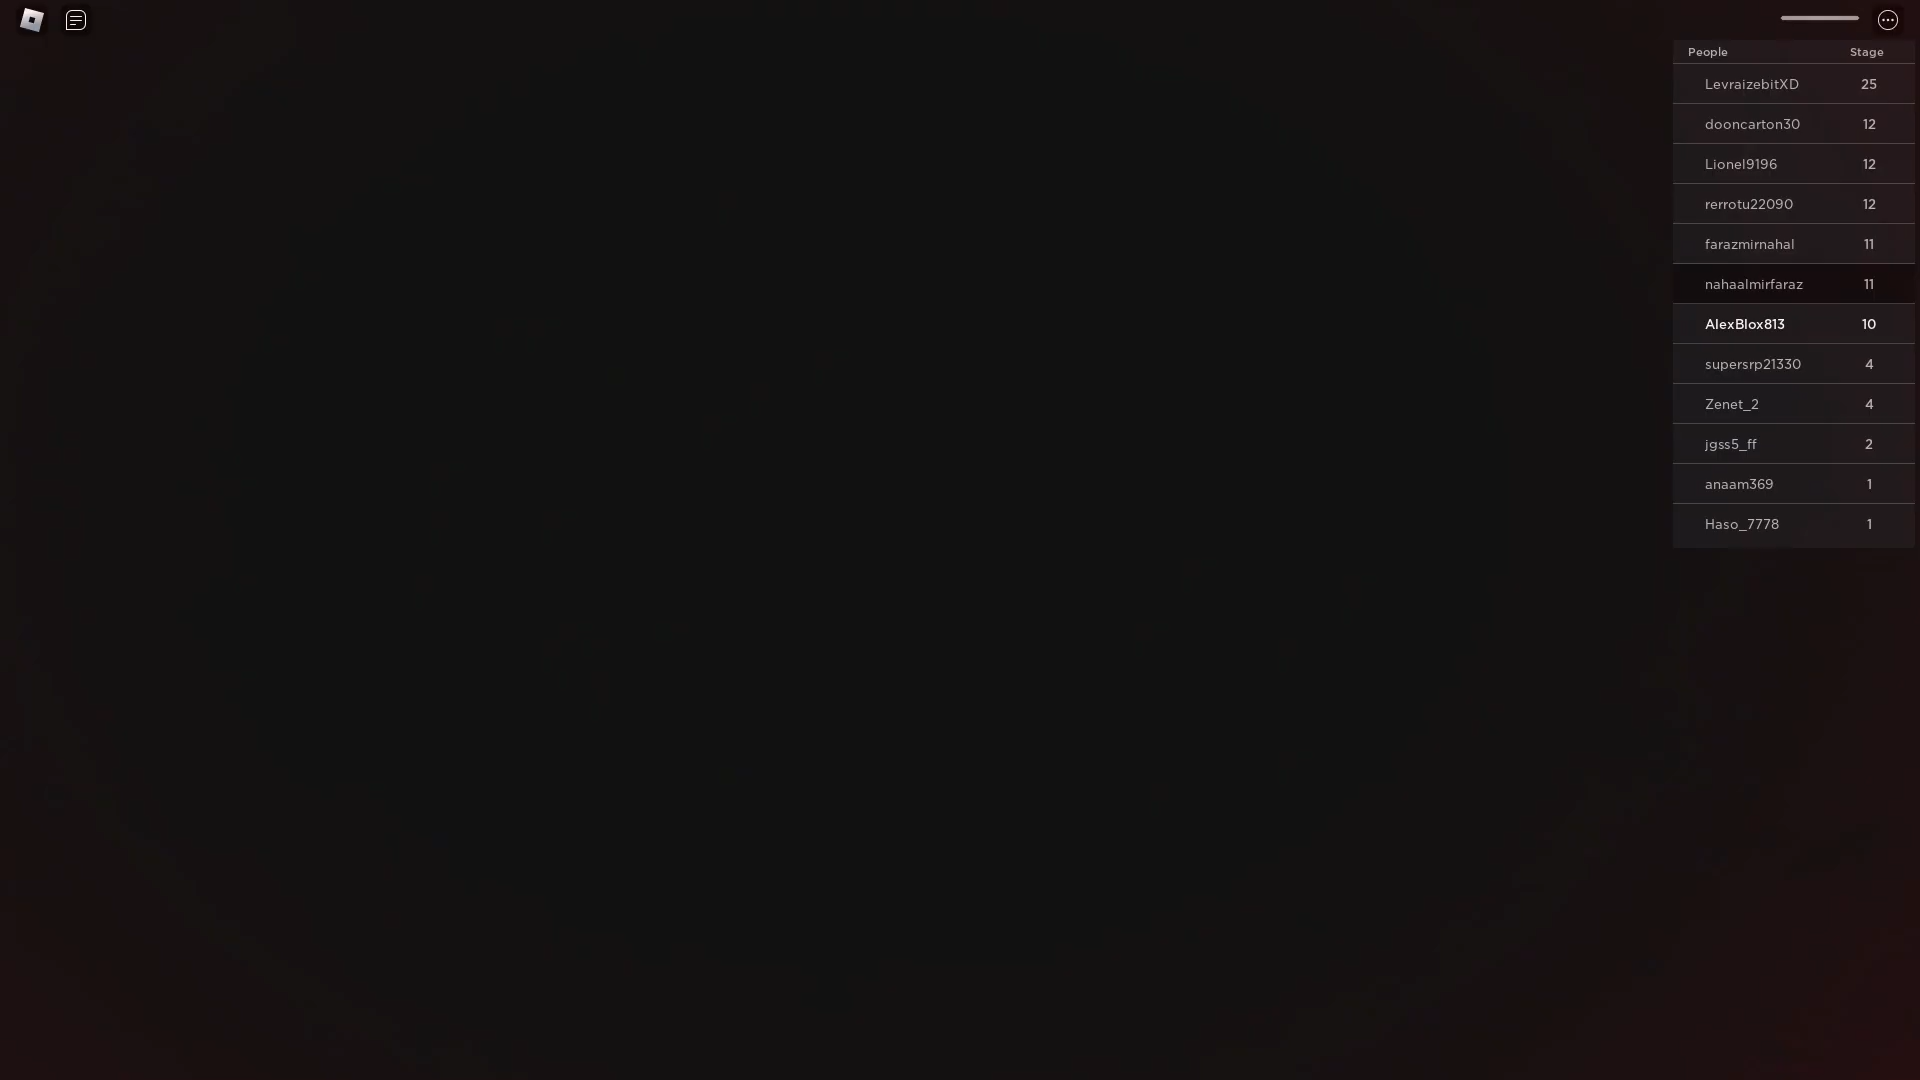 People Stage
LevraizebitXD 25
dooncarton30 12
Lionel9196 12
rerrotu22090 12
farazmirnahal 11
nahaalmirfaraz 11
AlexBlox813 10
supersrp21330 4
Zenet_2 4
jgss5_ff 2
anaam369 1
Haso_7778 1